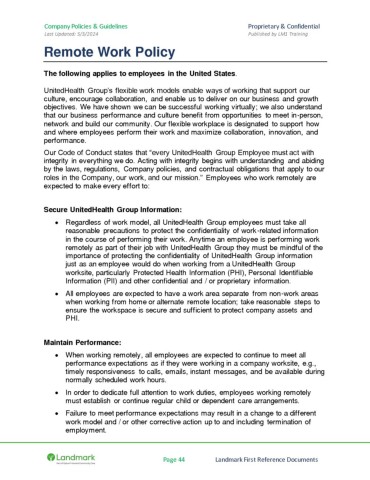 Company Policies & Guidelines Proprietary & Confidential
Last Updated: 5/3/2024 Published by LM1 Training
Remote Work Policy
The following applies to employees in the United States.
UnitedHealth Group's flexible work models enable ways of working that support our
culture, encourage collaboration, and enable us to deliver on our business and growth
objectives. We have shown we can be successful working virtually; we also understand
that our business performance and culture benefit from opportunities to meet in-person,
network and build our community. Our flexible workplace is designated to support how
and where employees perform their work and maximize collaboration, innovation, and
performance.
Our Code of Conduct states that "every UnitedHealth Group Employee must act with
integrity in everything we do. Acting with integrity begins with understanding and abiding
by the laws, regulations, Company policies, and contractual obligations that apply to our
roles in the Company, our work, and our mission." Employees who work remotely are
expected to make every effort to:
Secure UnitedHealth Group Information:
• Regardless of work model, all UnitedHealth Group employees must take all
reasonable precautions to protect the confidentiality of work-related information
in the course of performing their work. Anytime an employee is performing work
remotely as part of their job with UnitedHealth Group they must be mindful of the
importance of protecting the confidentiality of UnitedHealth Group information
just as an employee would do when working from a UnitedHealth Group
worksite, particularly Protected Health Information (PHI), Personal Identifiable
Information (PII) and other confidential and / or proprietary information.
• All employees are expected to have a work area separate from non-work areas
when working from home or alternate remote location; take reasonable steps to
ensure the workspace is secure and sufficient to protect company assets and
PHI.
Maintain Performance:
• When working remotely, all employees are expected to continue to meet all
performance expectations as if they were working in a company worksite, e.g.,
timely responsiveness to calls, emails, instant messages, and be available during
normally scheduled work hours.
• In order to dedicate full attention to work duties, employees working remotely
must establish or continue regular child or dependent care arrangements.
• Failure to meet performance expectations may result in a change to a different
work model and / or other corrective action up to and including termination of
employment.
Landmark Page 44 Landmark First Reference Documents